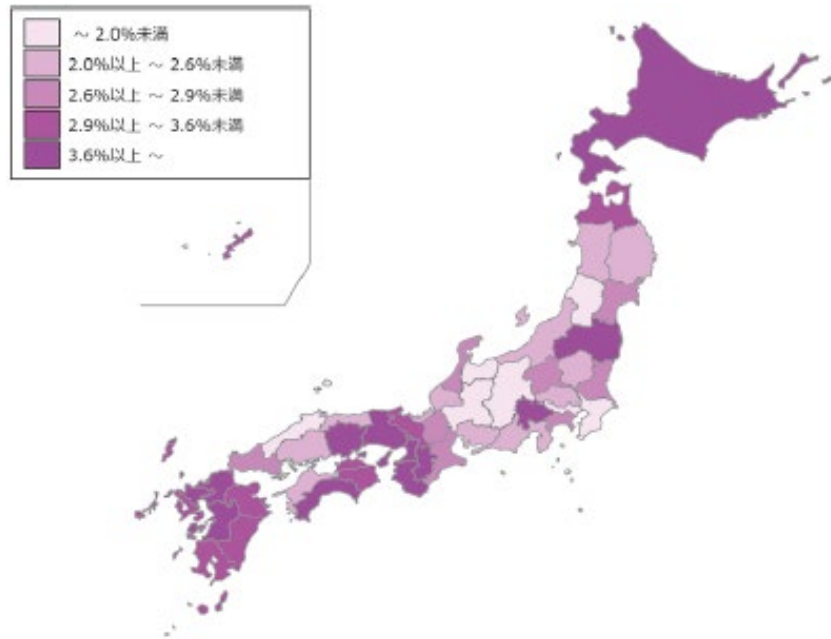 ～ 2.0%未満
2.0%以上 ～ 2.6%未満
2.6%以上 ～ 2.9%未満
2.9%以上 ～ 3.6%未満
3.6%以上 ～